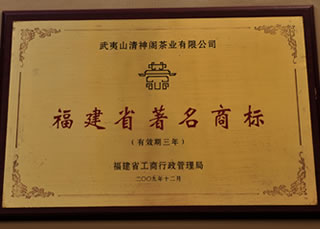 武夷山清神阁茶业有限公司
福建省著名商标
(有效期三年)
福建省工商行政管理局
二〇〇九年十二月